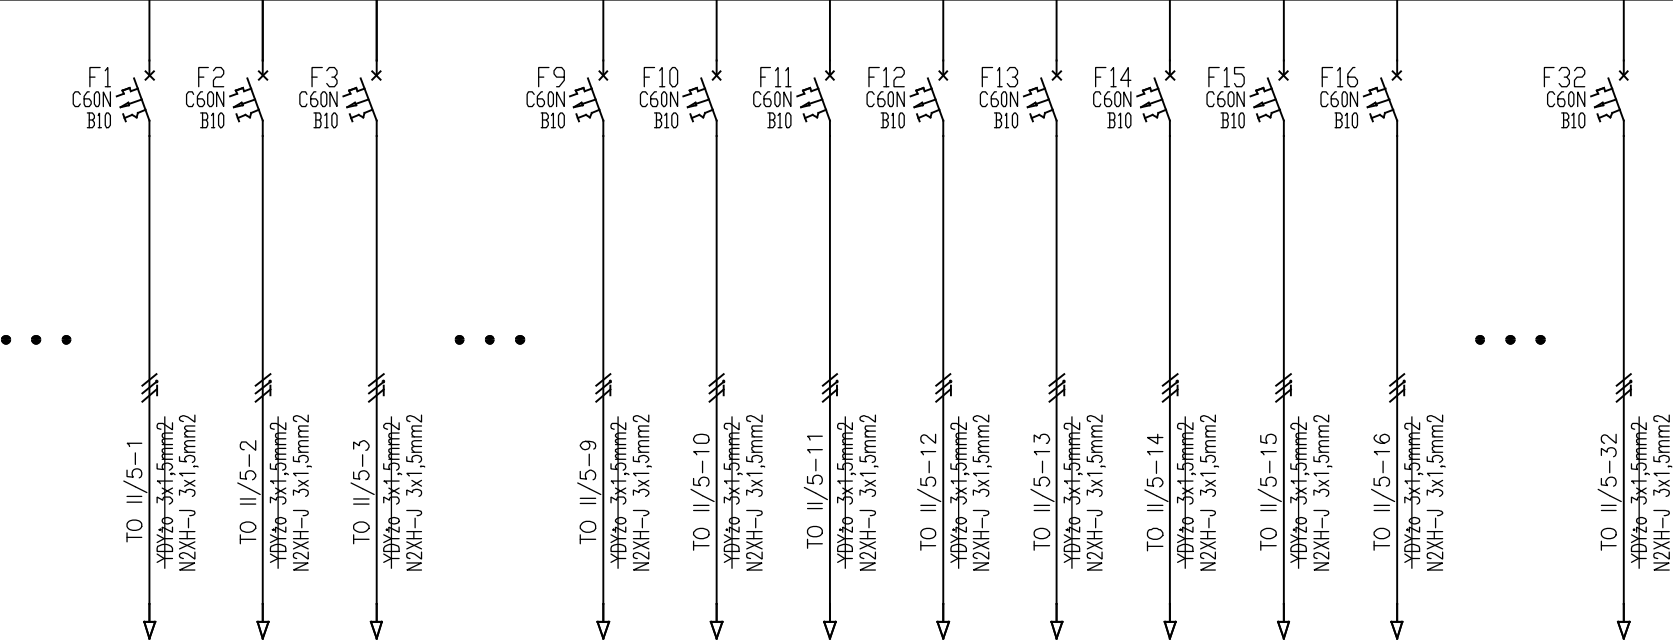 F1
C60N
B10
TO II/5-1
YDYżo 3x1,5mm2
N2XH-J 3x1,5mm2
F2
C60N
B10
TO II/5-2
YDYżo 3x1,5mm2
N2XH-J 3x1,5mm2
F3
C60N
B10
TO II/5-3
YDYżo 3x1,5mm2
N2XH-J 3x1,5mm2
F9
C60N
B10
TO II/5-9
YDYżo 3x1,5mm2
N2XH-J 3x1,5mm2
F10
C60N
B10
TO II/5-10
YDYżo 3x1,5mm2
N2XH-J 3x1,5mm2
F11
C60N
B10
TO II/5-11
YDYżo 3x1,5mm2
N2XH-J 3x1,5mm2
F12
C60N
B10
TO II/5-12
YDYżo 3x1,5mm2
N2XH-J 3x1,5mm2
F13
C60N
B10
TO II/5-13
YDYżo 3x1,5mm2
N2XH-J 3x1,5mm2
F14
C60N
B10
TO II/5-14
YDYżo 3x1,5mm2
N2XH-J 3x1,5mm2
F15
C60N
B10
TO II/5-15
YDYżo 3x1,5mm2
N2XH-J 3x1,5mm2
F16
C60N
B10
TO II/5-16
YDYżo 3x1,5mm2
N2XH-J 3x1,5mm2
F32
C60N
B10
TO II/5-32
YDYżo 3x1,5mm2
N2XH-J 3x1,5mm2